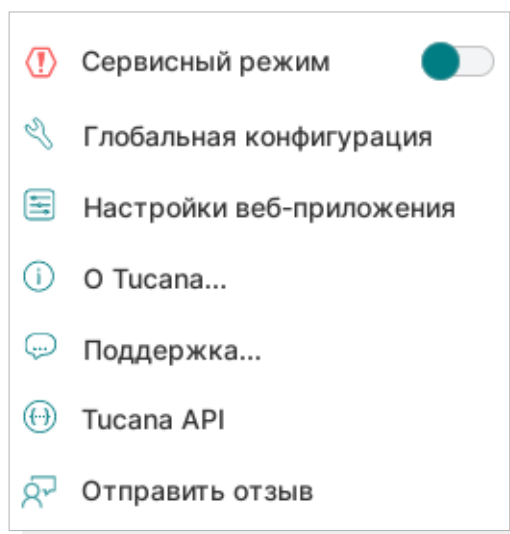 Сервисный режим
Глобальная конфигурация
Настройки веб-приложения
О Tucana...
Поддержка...
Tucana API
Отправить отзыв